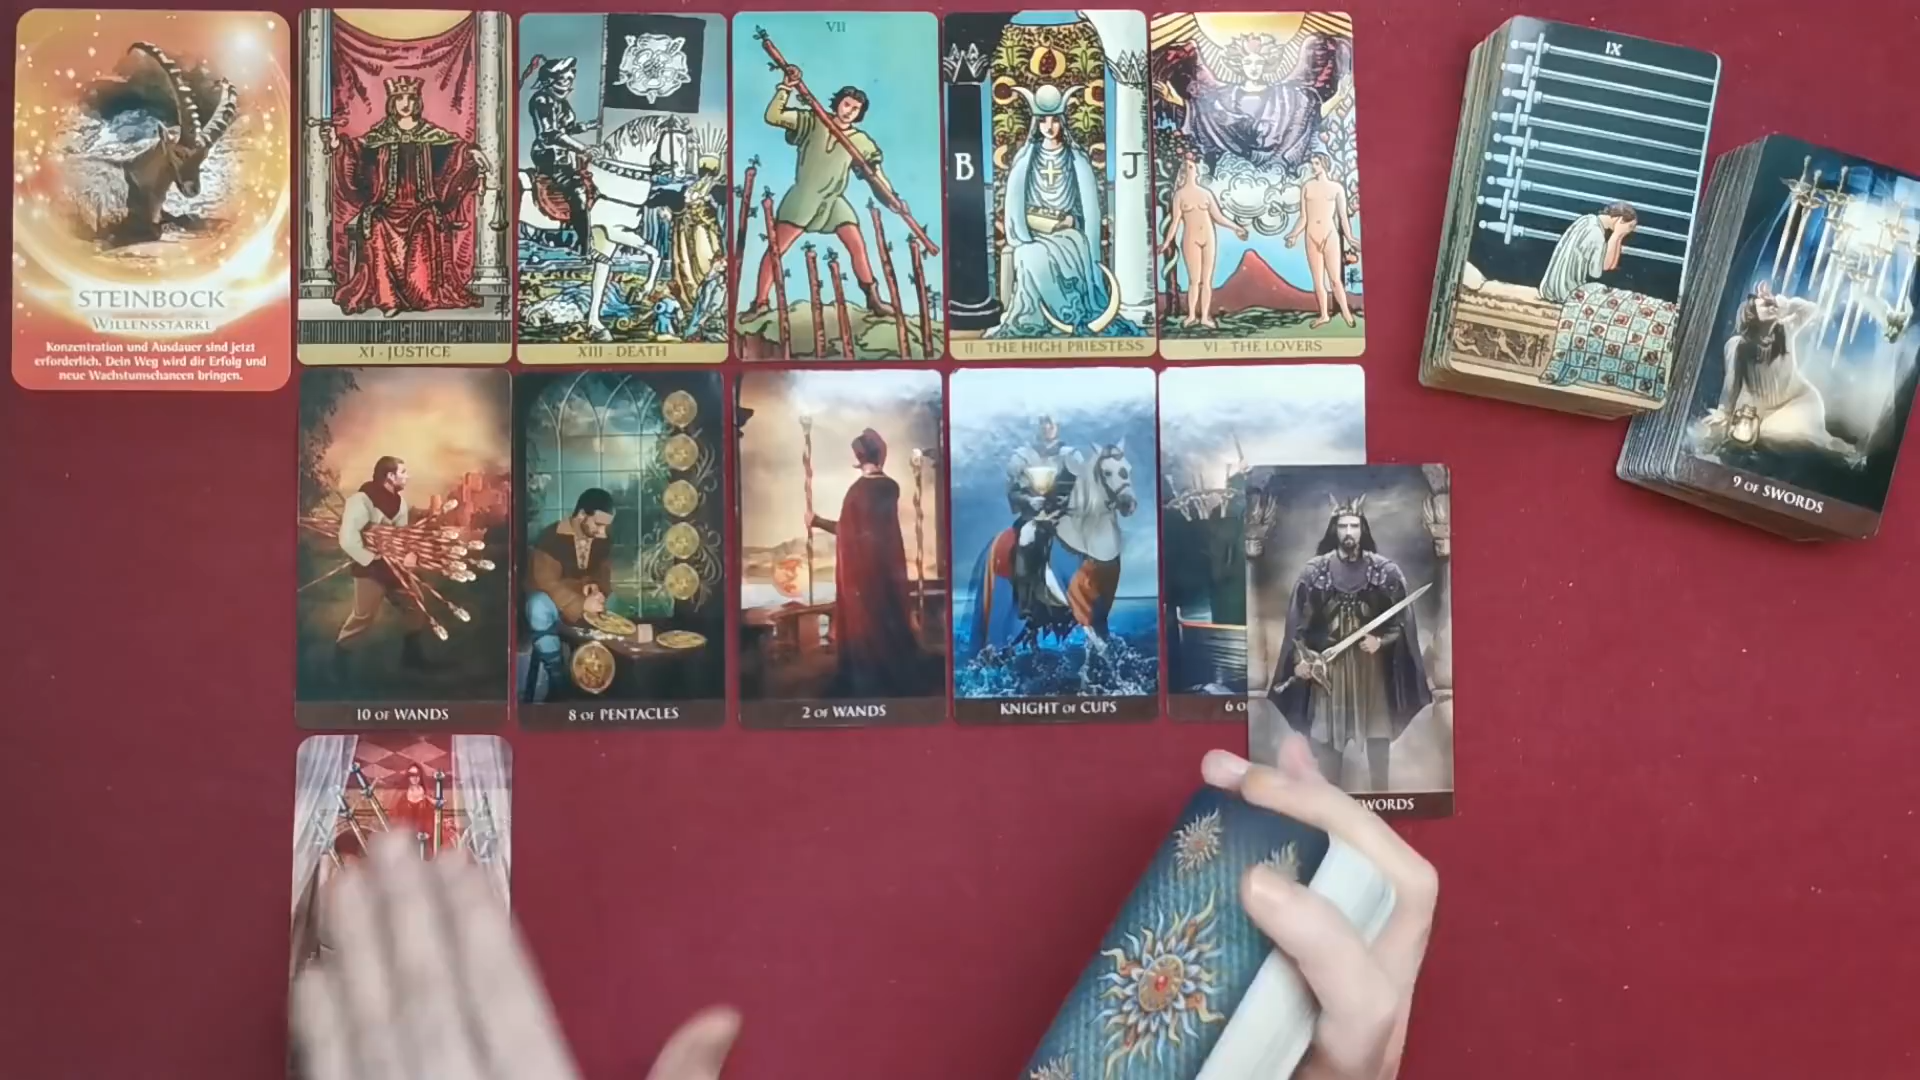 STEINBOCK
WILLENSSTÄRKE
Konzentration und Ausdauer sind jetzt
erforderlich. Dein Weg wird dir Erfolg und
neue Wachstumschancen bringen.
XI - JUSTICE
XIII - DEATH
VII
B
J
II - THE HIGH PRIESTESS
VI - THE LOVERS
IX
9 OF SWORDS
10 OF WANDS
8 OF PENTACLES
2 OF WANDS
KNIGHT OF CUPS
6 O
SWORDS